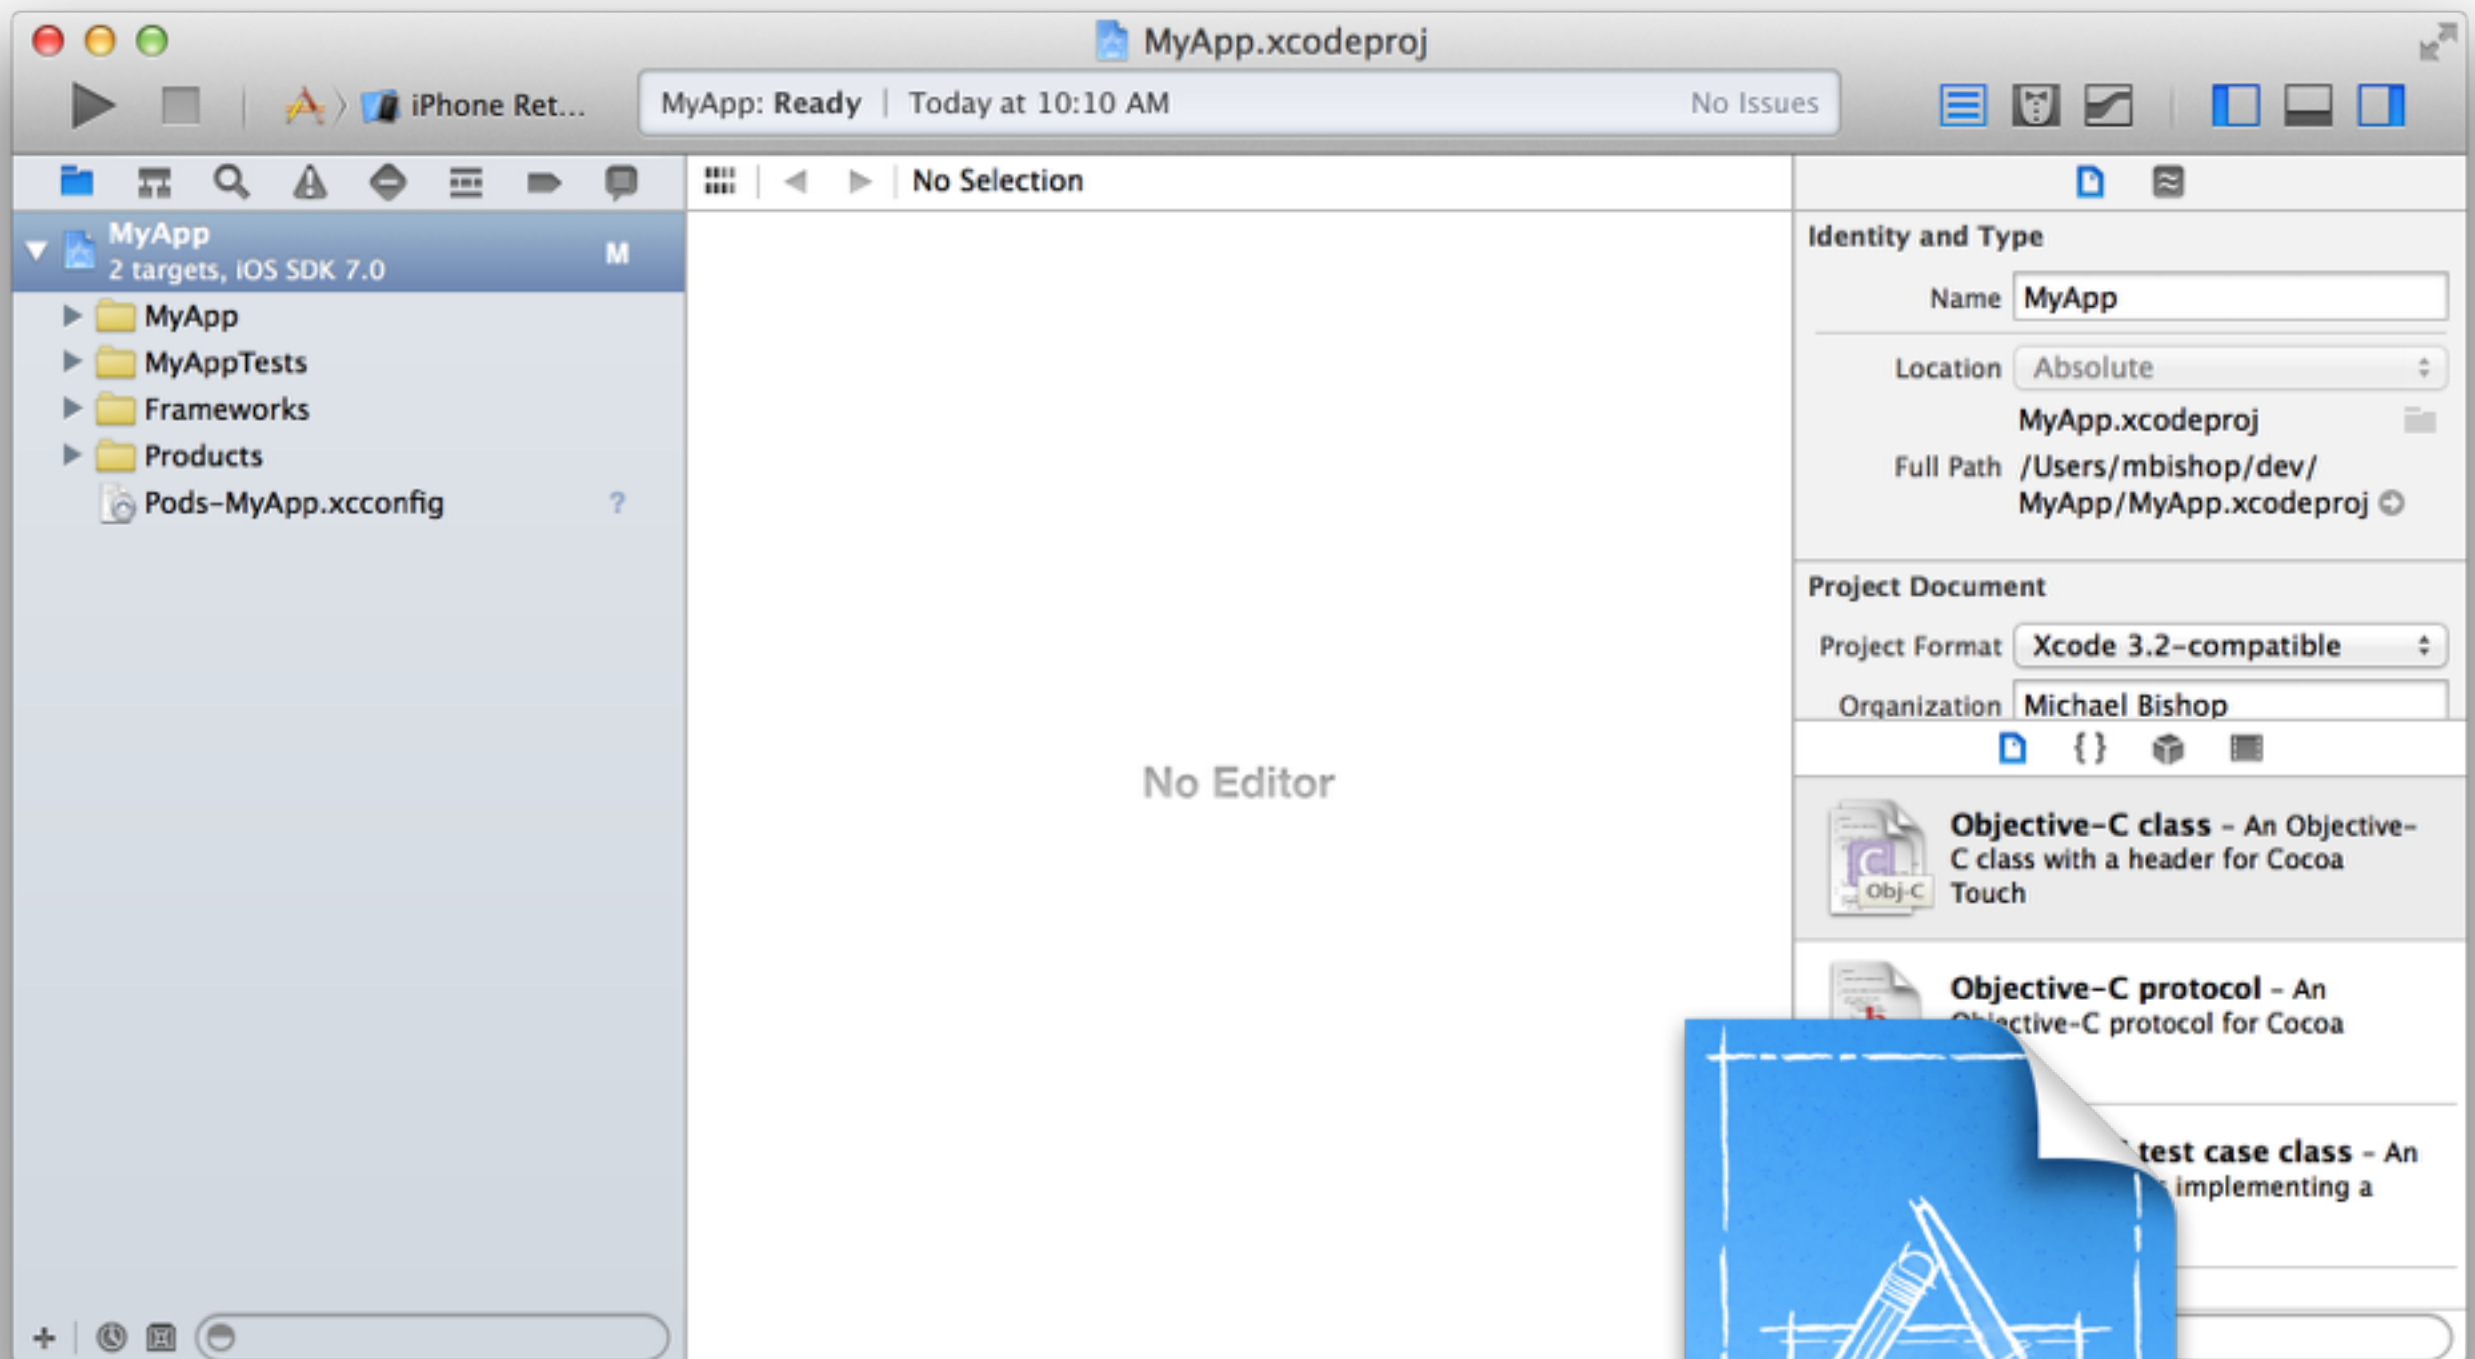 MyApp.xcodeproj
iPhone Ret...
MyApp: Ready | Today at 10:10 AM
No Issues
No Selection
MyApp
2 targets, iOS SDK 7.0
M
MyApp
MyAppTests
Frameworks
Products
Pods-MyApp.xcconfig
?
No Editor
Identity and Type
Name MyApp
Location Absolute
MyApp.xcodeproj
Full Path /Users/mbishop/dev/
MyApp/MyApp.xcodeproj
Project Document
Project Format Xcode 3.2-compatible
Organization Michael Bishop
{ }
C
Obj-C
Objective-C class - An Objective-
C class with a header for Cocoa
Touch
Objective-C protocol - An
Objective-C protocol for Cocoa
test case class - An
implementing a